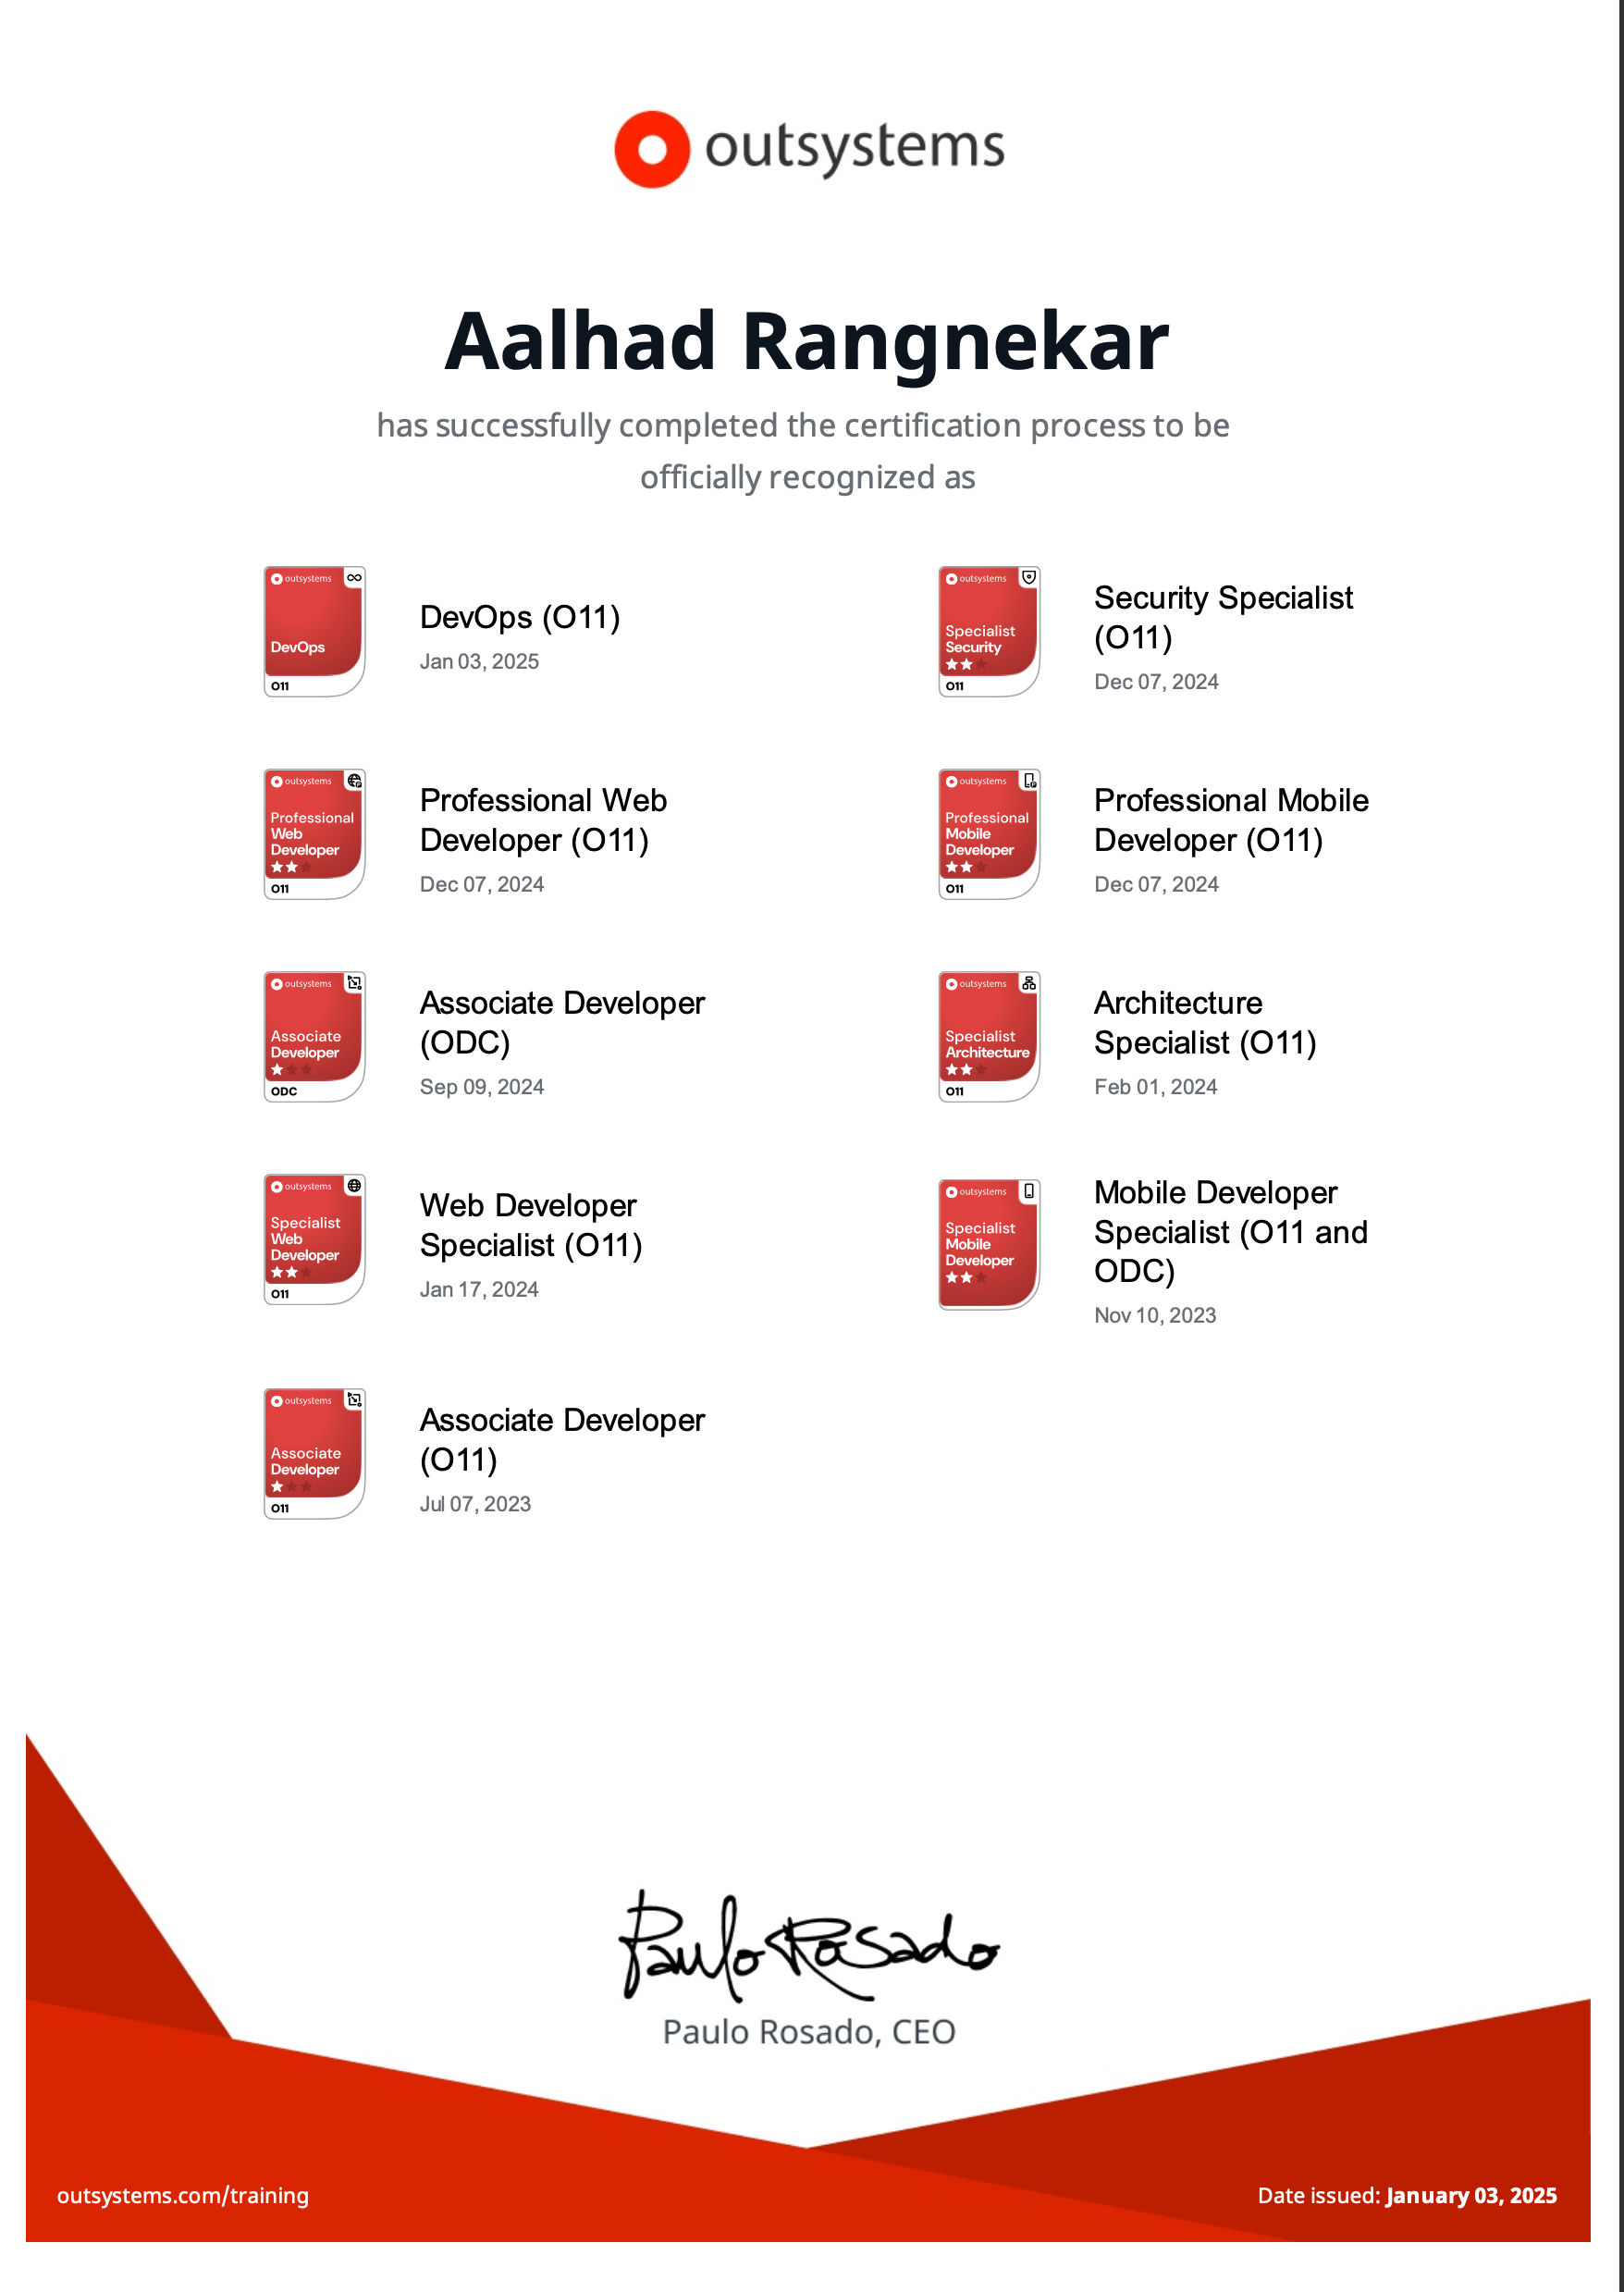 outsystems
Aalhad Rangnekar
has successfully completed the certification process to be
officially recognized as
outsystems
DevOps
O11
DevOps (O11)
Jan 03, 2025
outsystems
Specialist
Security
O11
Security Specialist
(O11)
Dec 07, 2024
outsystems
Professional
Web
Developer
O11
Professional Web
Developer (O11)
Dec 07, 2024
outsystems
Professional
Mobile
Developer
O11
Professional Mobile
Developer (O11)
Dec 07, 2024
outsystems
Associate
Developer
ODC
Associate Developer
(ODC)
Sep 09, 2024
outsystems
Specialist
Architecture
O11
Architecture
Specialist (O11)
Feb 01, 2024
outsystems
Specialist
Web
Developer
O11
Web Developer
Specialist (O11)
Jan 17, 2024
outsystems
Specialist
Mobile
Developer
Mobile Developer
Specialist (O11 and
ODC)
Nov 10, 2023
outsystems
Associate
Developer
O11
Associate Developer
(O11)
Jul 07, 2023
Paulo Rosado
Paulo Rosado, CEO
outsystems.com/training
Date issued: January 03, 2025